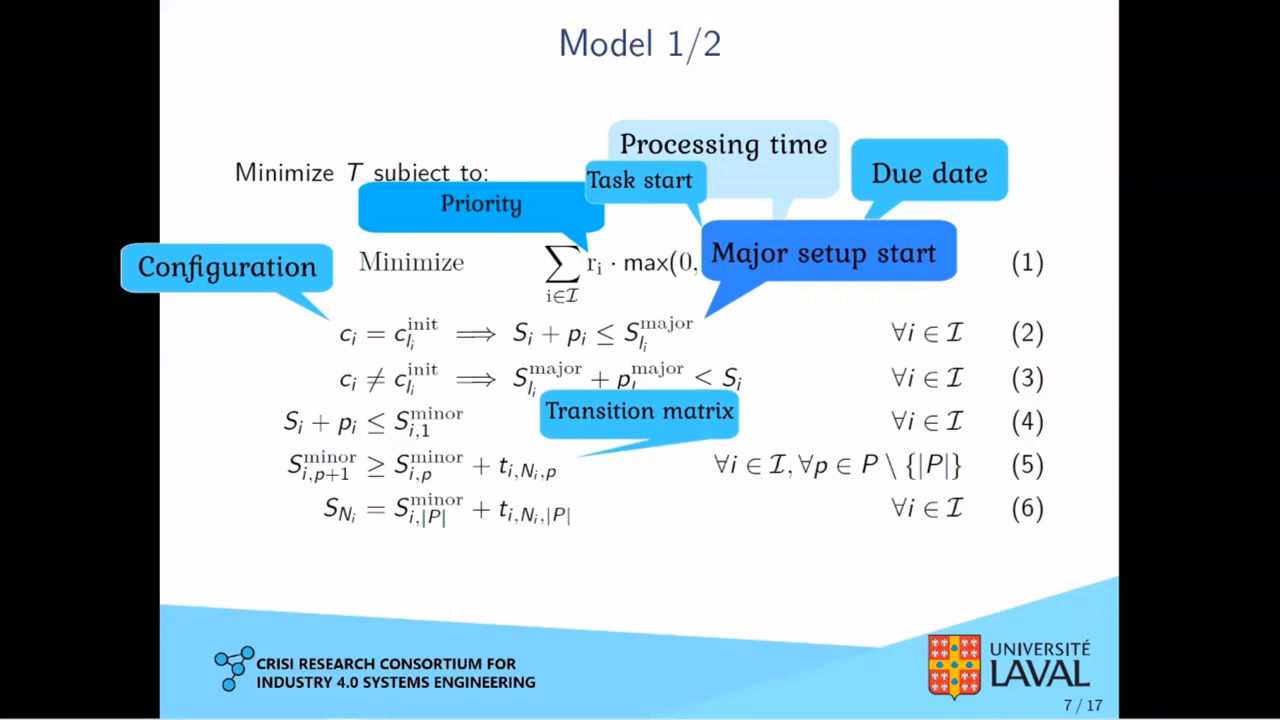 Model 1/2
Processing time
Minimize T subject to:
Task start
Due date
Priority
Configuration
Minimize ∑_{i∈ℐ} r_i · max(0, (1)
Major setup start
c_i = c_{l_i}^{init} ⟹ S_i + p_i ≤ S_{l_i}^{major} ∀i ∈ ℐ (2)
c_i ≠ c_{l_i}^{init} ⟹ S_{l_i}^{major} + p_l^{major} < S_i ∀i ∈ ℐ (3)
Transition matrix
S_i + p_i ≤ S_{i,1}^{minor} ∀i ∈ ℐ (4)
S_{i,p+1}^{minor} ≥ S_{i,p}^{minor} + t_{i,N_i,p} ∀i ∈ ℐ, ∀p ∈ P \ {|P|} (5)
S_{N_i} = S_{i,|P|}^{minor} + t_{i,N_i,|P|} ∀i ∈ ℐ (6)
CRISI RESEARCH CONSORTIUM FOR
INDUSTRY 4.0 SYSTEMS ENGINEERING
UNIVERSITÉ
LAVAL
7 / 17